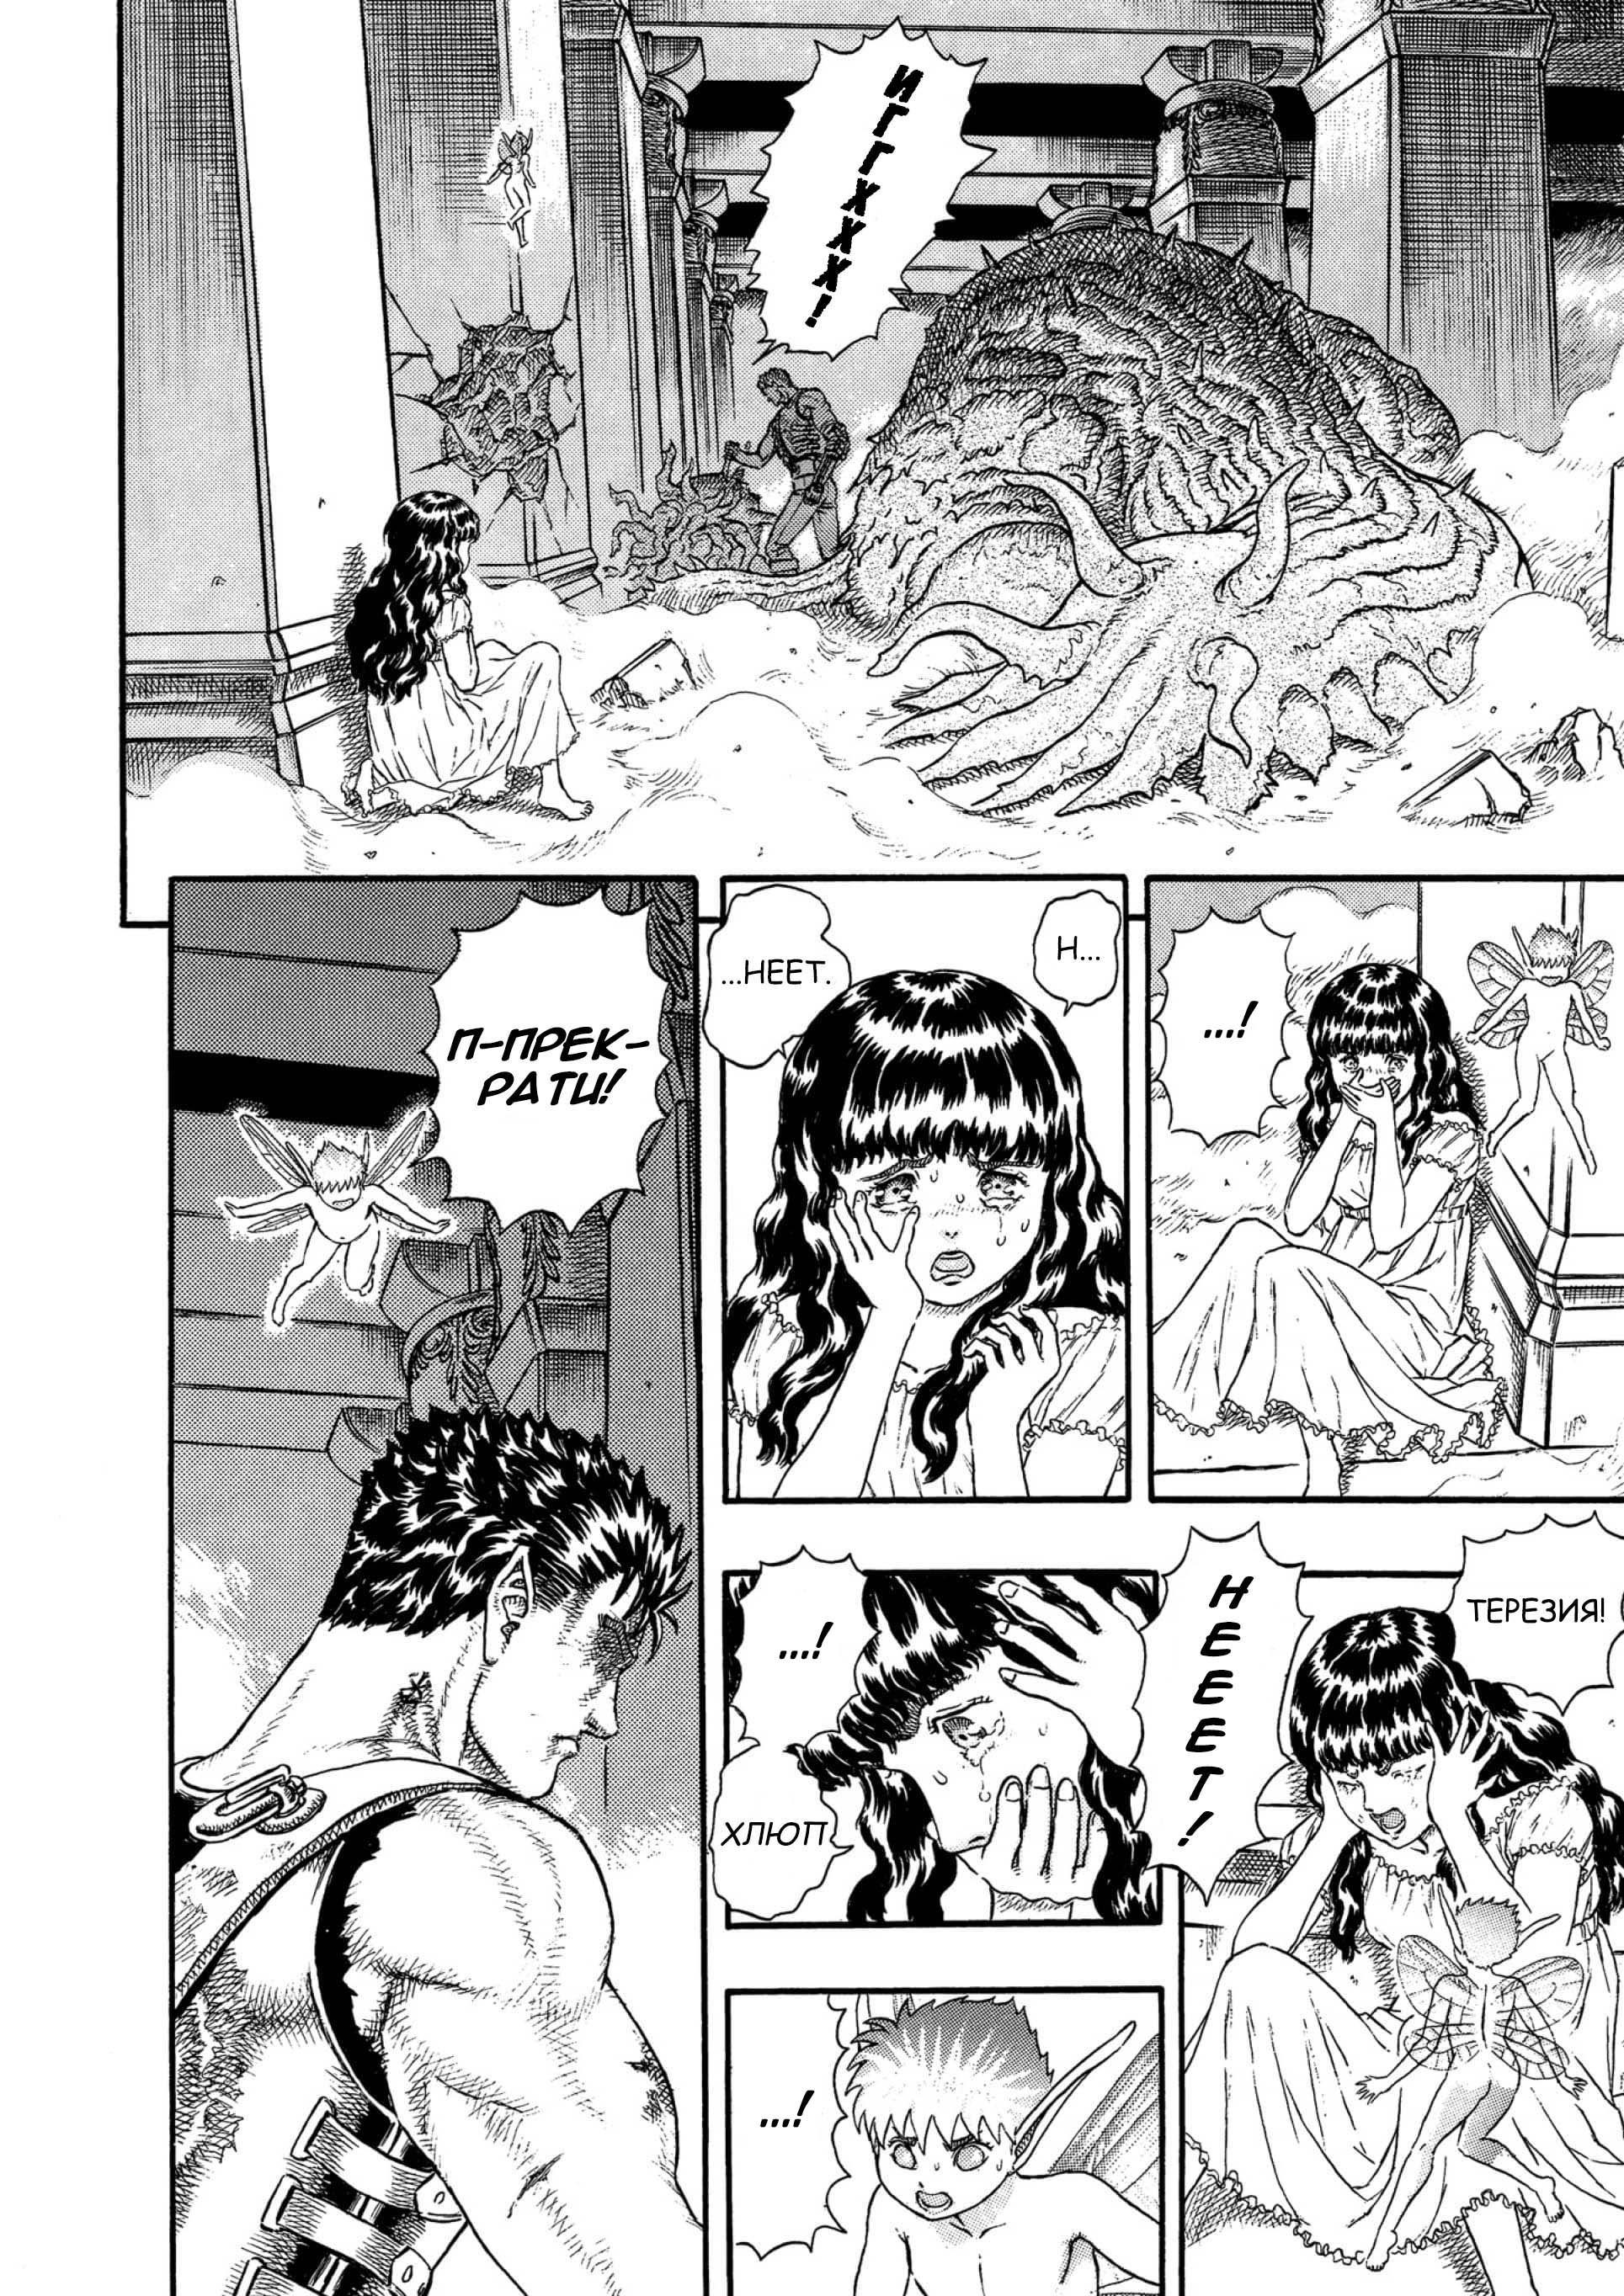 ИГГХХХ!
...!
Н...
...НЕЕТ.
ТЕРЕЗИЯ!
НЕЕЕТ!
...!
ХЛЮП
...!
П-ПРЕК-
РАТИ!